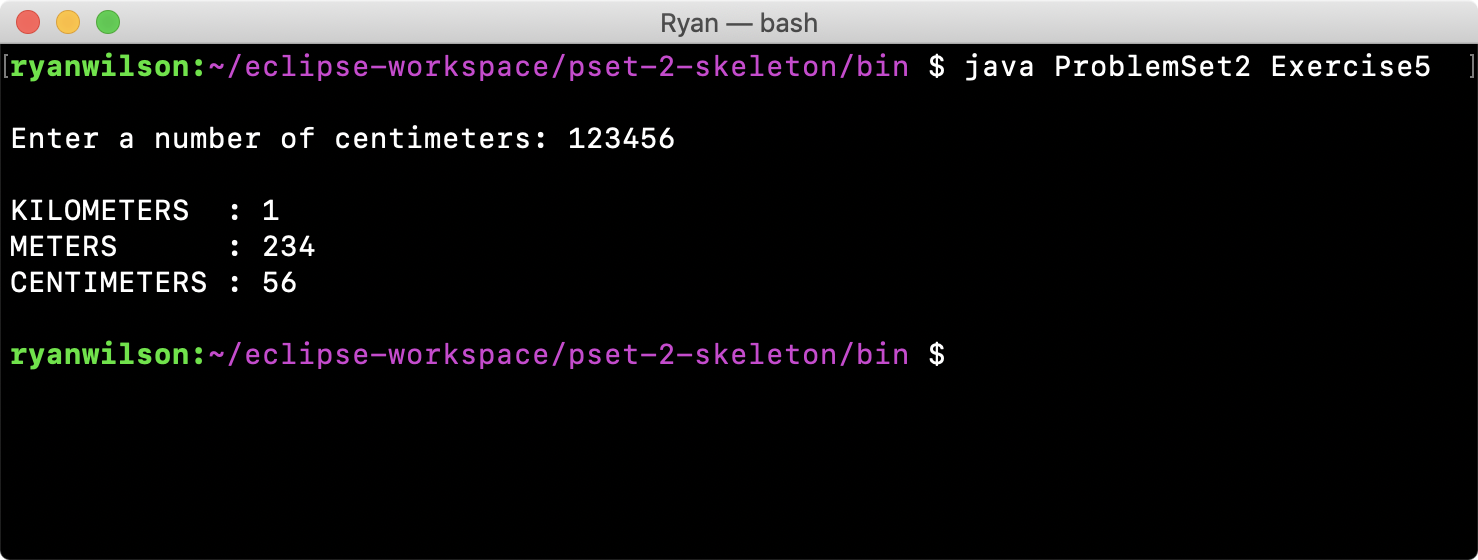 Ryan — bash
[ryanwilson:~/eclipse-workspace/pset-2-skeleton/bin $ java ProblemSet2 Exercise5 ]
Enter a number of centimeters: 123456
KILOMETERS  : 1
METERS      : 234
CENTIMETERS : 56
ryanwilson:~/eclipse-workspace/pset-2-skeleton/bin $